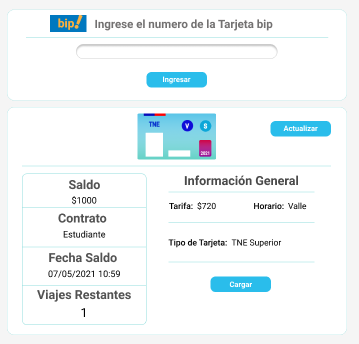 bip! Ingrese el numero de la Tarjeta bip
Ingresar
TNE
V
S
2021
Actualizar
Saldo
$1000
Contrato
Estudiante
Fecha Saldo
07/05/2021 10:59
Viajes Restantes
1
Información General
Tarifa: $720 Horario: Valle
Tipo de Tarjeta: TNE Superior
Cargar